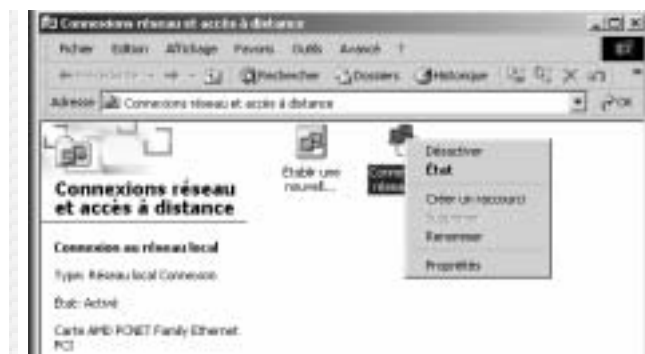 Connexions réseau et accès à distance
Fichier Edition Affichage Favoris Outils Avancé ?
Rechercher Dossiers Historique
Adresse Connexions réseau et accès à distance OK
Établir une
nouvell...
Connexions réseau
et accès à distance
Désactiver
État
Créer un raccourci
Supprimer
Renommer
Propriétés
Connexion au réseau local
Type: Réseau local Connexion
État: Activé
Carte AMD PCNET Family Ethernet
PCI